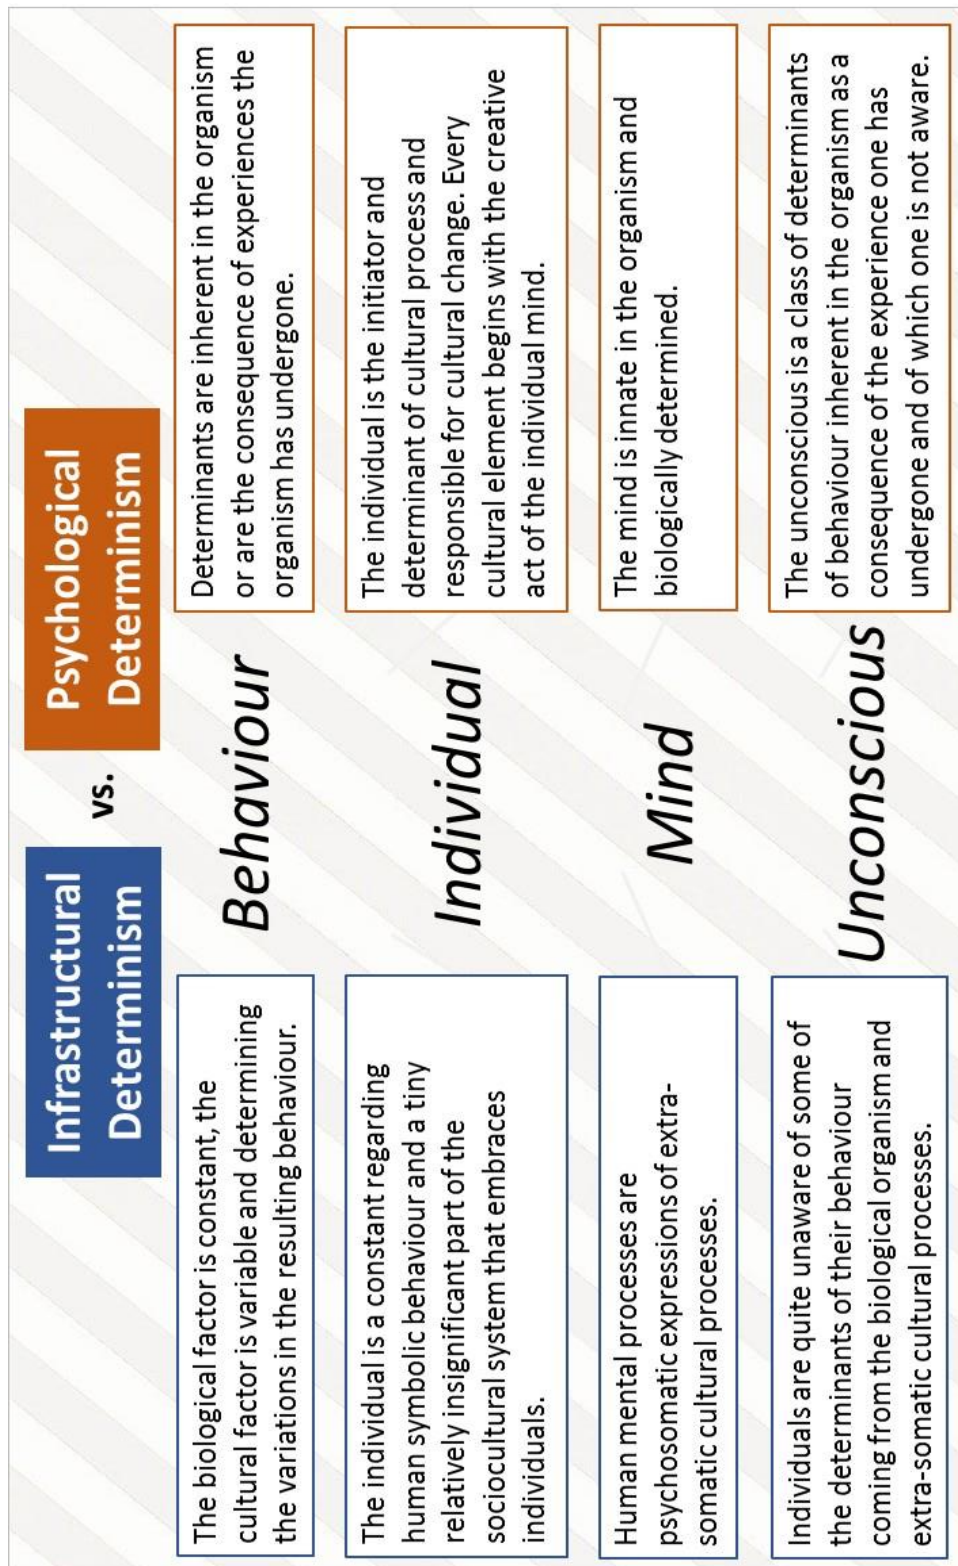 Infrastructural
Determinism
vs.
Psychological
Determinism
The biological factor is constant, the
cultural factor is variable and determining
the variations in the resulting behaviour.
Behaviour
Determinants are inherent in the organism
or are the consequence of experiences the
organism has undergone.
The individual is a constant regarding
human symbolic behaviour and a tiny
relatively insignificant part of the
sociocultural system that embraces
individuals.
Individual
The individual is the initiator and
determinant of cultural process and
responsible for cultural change. Every
cultural element begins with the creative
act of the individual mind.
Human mental processes are
psychosomatic expressions of extra-
somatic cultural processes.
Mind
The mind is innate in the organism and
biologically determined.
Individuals are quite unaware of some of
the determinants of their behaviour
coming from the biological organism and
extra-somatic cultural processes.
Unconscious
The unconscious is a class of determinants
of behaviour inherent in the organism as a
consequence of the experience one has
undergone and of which one is not aware.